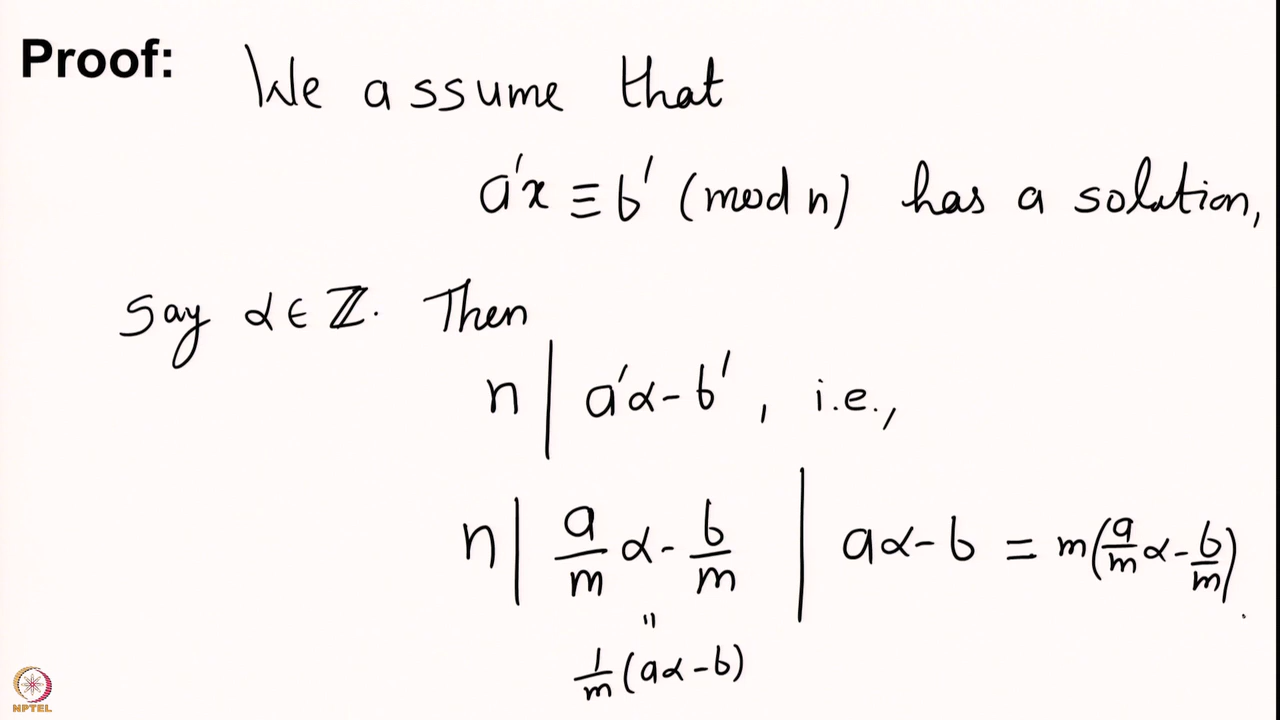 Proof: We assume that
a'x ≡ b' (mod n) has a solution,
Say α ∈ ℤ. Then
n | a'α - b' , i.e.,
n | a/m α - b/m | aα - b = m(a/m α - b/m).
"
1/m (aα - b)
NPTEL